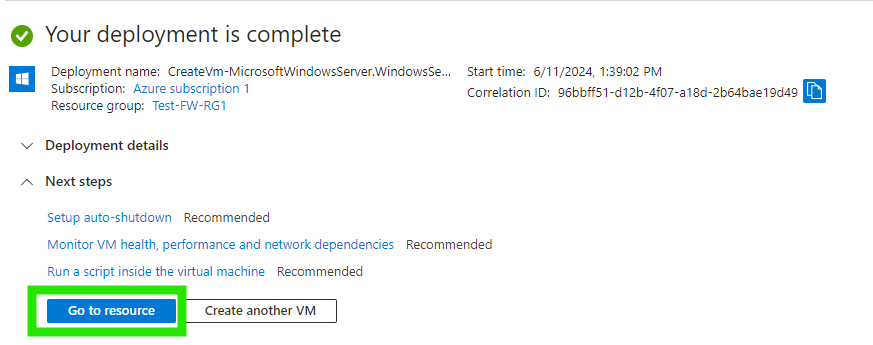 Your deployment is complete
Deployment name: CreateVm-MicrosoftWindowsServer.WindowsSe... Start time: 6/11/2024, 1:39:02 PM
Subscription: Azure subscription 1 Correlation ID: 96bbff51-d12b-4f07-a18d-2b64bae19d49
Resource group: Test-FW-RG1
Deployment details
Next steps
Setup auto-shutdown Recommended
Monitor VM health, performance and network dependencies Recommended
Run a script inside the virtual machine Recommended
Go to resource Create another VM